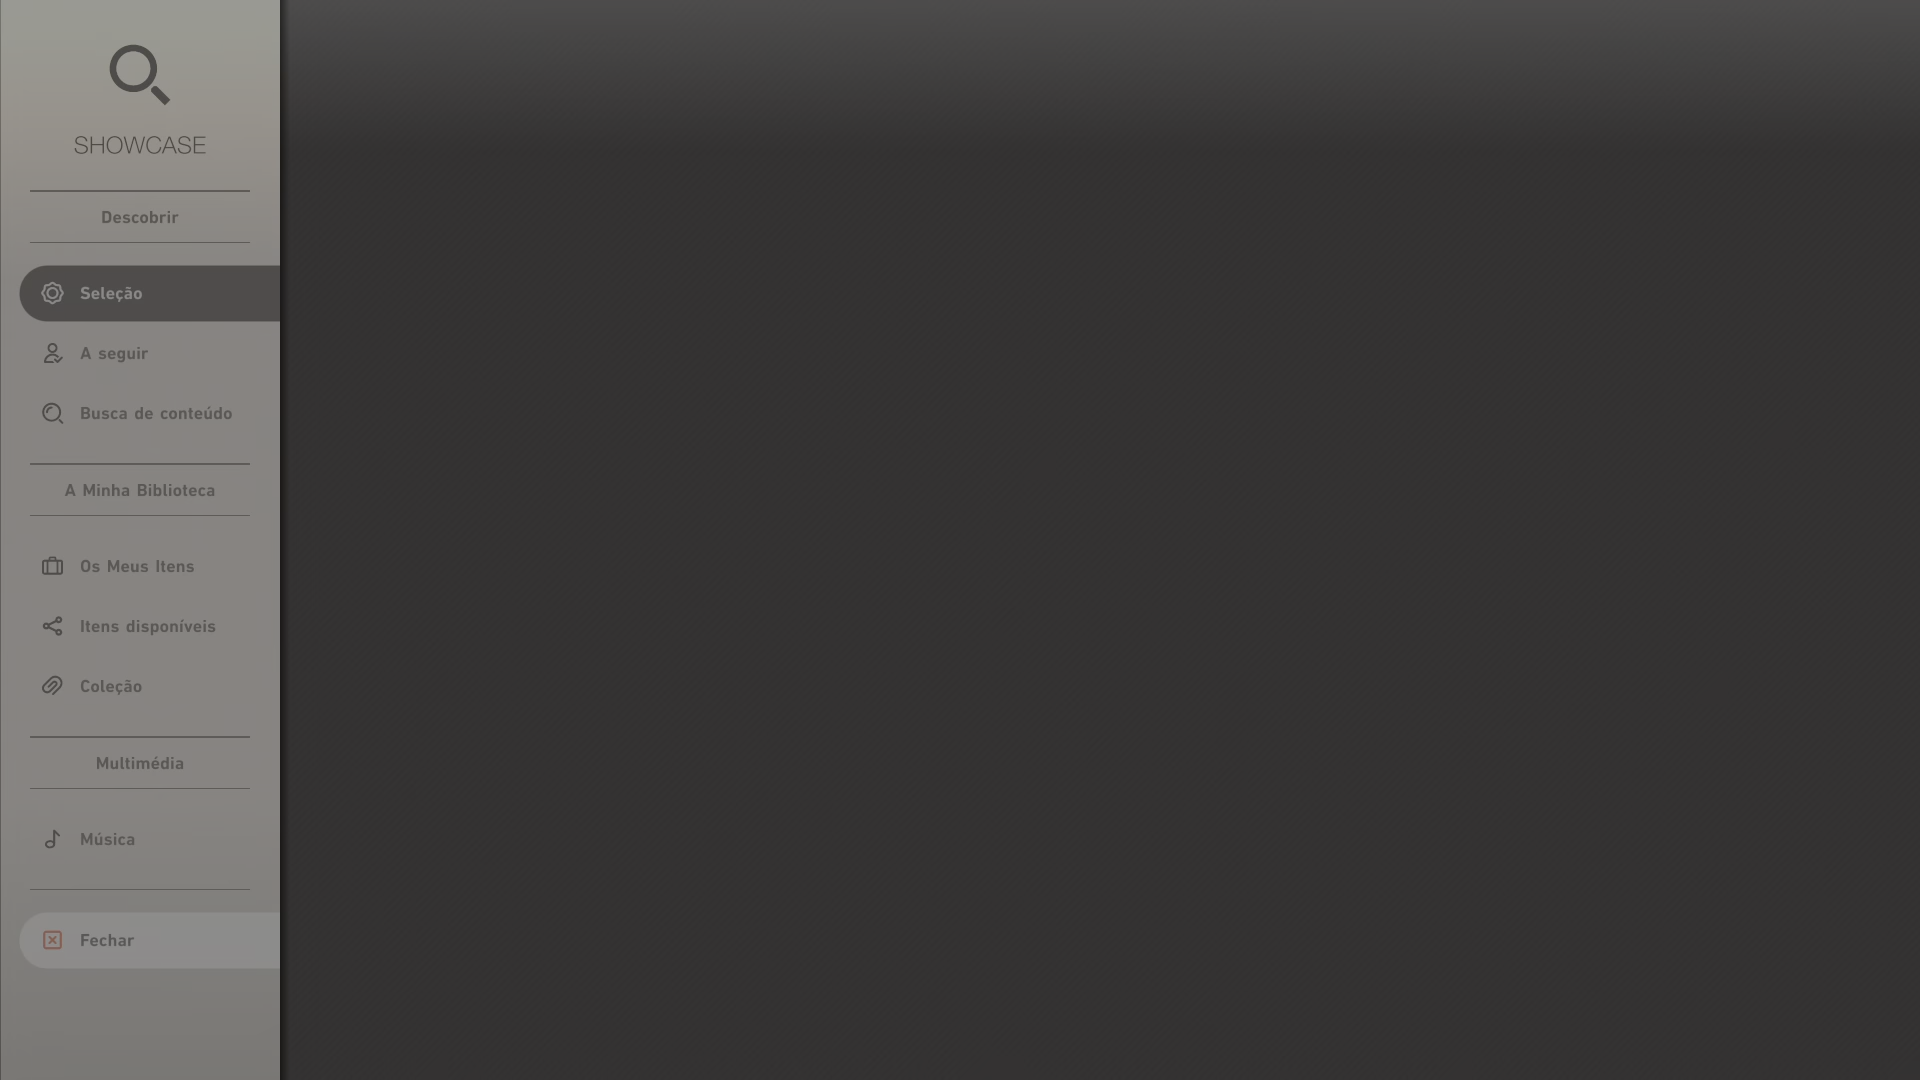 SHOWCASE
Descobrir
Seleção
A seguir
Busca de conteúdo
A Minha Biblioteca
Os Meus Itens
Itens disponíveis
Coleção
Multimédia
Música
Fechar